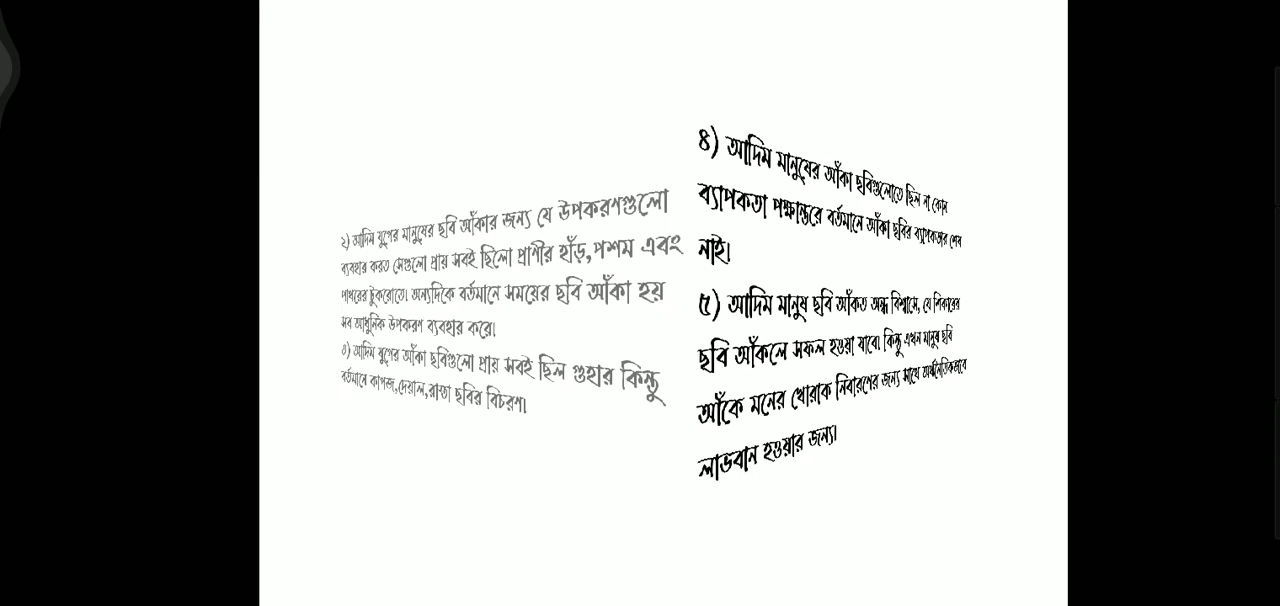 ২) আদিম যুগের মানুষের ছবি আঁকার জন্য যে উপকরণগুলো
ব্যবহার করত সেগুলো প্রায় সবই ছিলো প্রাণীর হাঁড়,পশম এবং
পাথরের টুকরোতে। অন্যদিকে বর্তমানে সময়ের ছবি আঁকা হয়
সব আধুনিক উপকরণ ব্যবহার করে।
৩) আদিম যুগের আঁকা ছবিগুলো প্রায় সবই ছিল গুহার কিন্তু
বর্তমানে কাগজ,দেয়াল,রাস্তা ছবির বিচরণ।
৪) আদিম মানুষের আঁকা ছবিগুলোতে ছিল না কোন
ব্যাপকতা পক্ষান্তরে বর্তমানে আঁকা ছবির ব্যাপকতার শেষ
নাই।
৫) আদিম মানুষ ছবি আঁকত অন্ধ বিশ্বাসে, যে শিকারের
ছবি আঁকলে সফল হওয়া যাবে। কিন্তু এখন মানুষ ছবি
আঁকে মনের খোরাক নিবারণের জন্য সাথে অর্থনৈতিকভাবে
লাভবান হওয়ার জন্য।